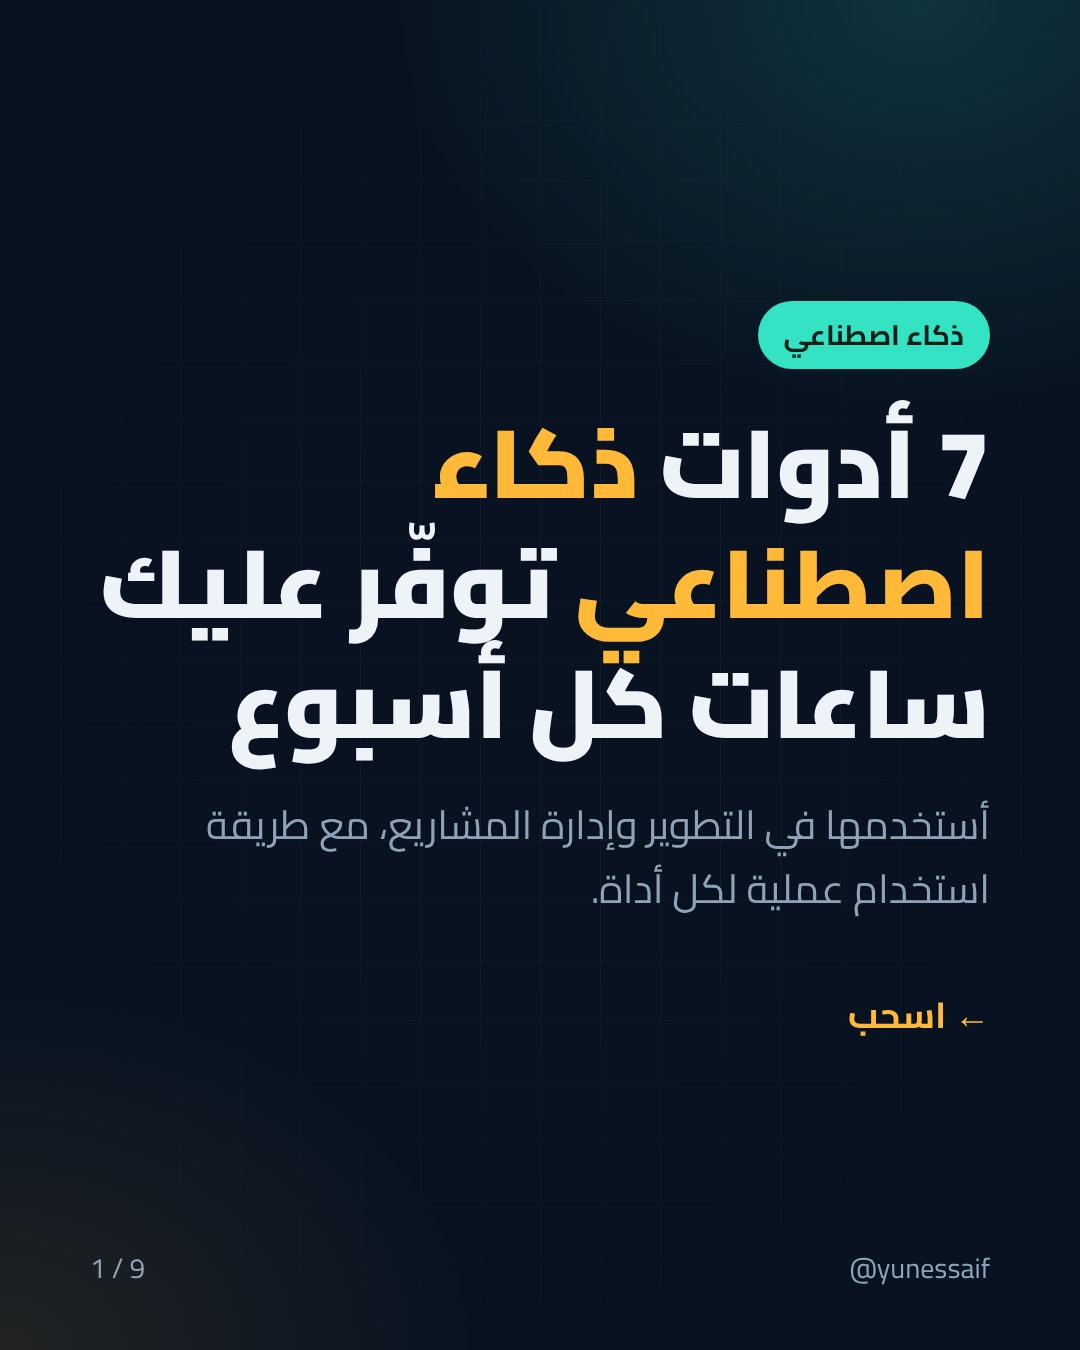 ذكاء اصطناعي
7 أدوات ذكاء
اصطناعي توفّر عليك
ساعات كل أسبوع
أستخدمها في التطوير وإدارة المشاريع، مع طريقة
استخدام عملية لكل أداة.
← اسحب
@yunessaif
1 / 9